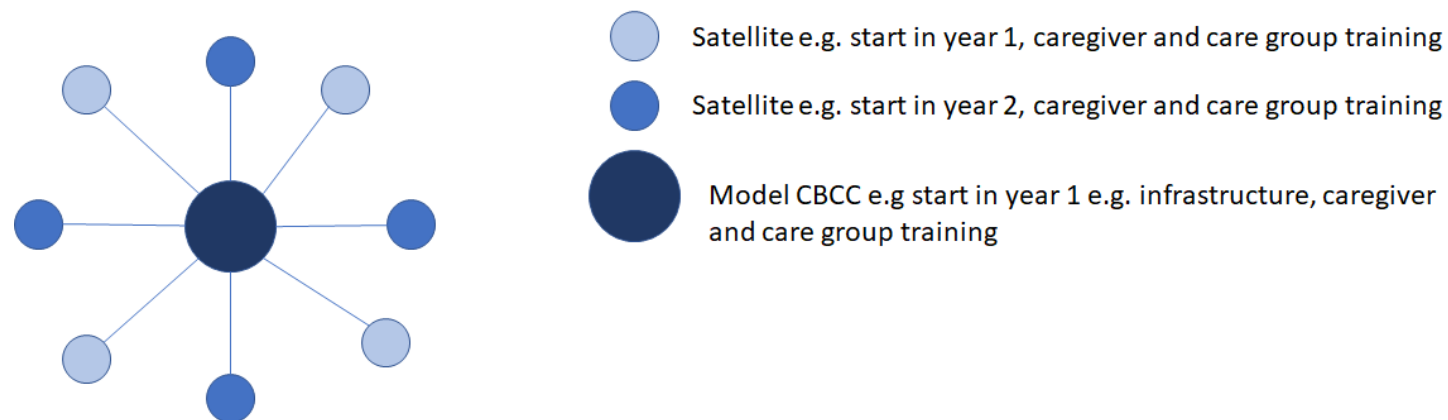 Satellite e.g. start in year 1, caregiver and care group training
Satellite e.g. start in year 2, caregiver and care group training
Model CBCC e.g start in year 1 e.g. infrastructure, caregiver
and care group training